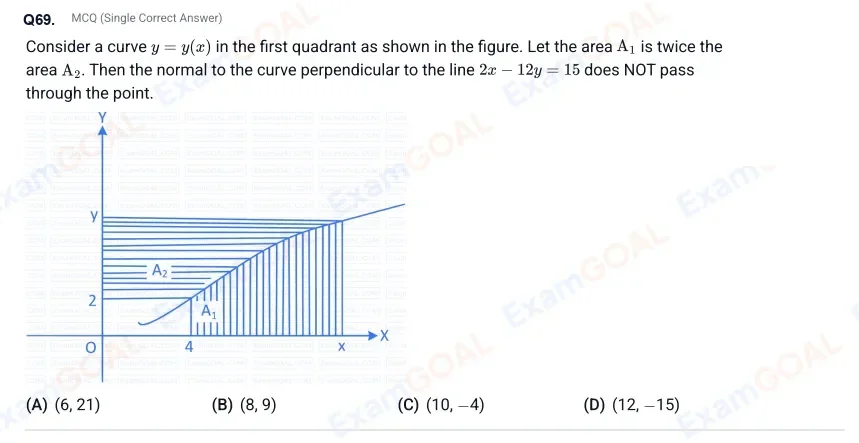 Q69. MCQ (Single Correct Answer)
Consider a curve y = y(x) in the first quadrant as shown in the figure. Let the area A₁ is twice the
area A₂. Then the normal to the curve perpendicular to the line 2x − 12y = 15 does NOT pass
through the point.
Y
y
A₂
2
A₁
X
O
4
x
(A) (6, 21)
(B) (8, 9)
(C) (10, −4)
(D) (12, −15)
ExamGOAL